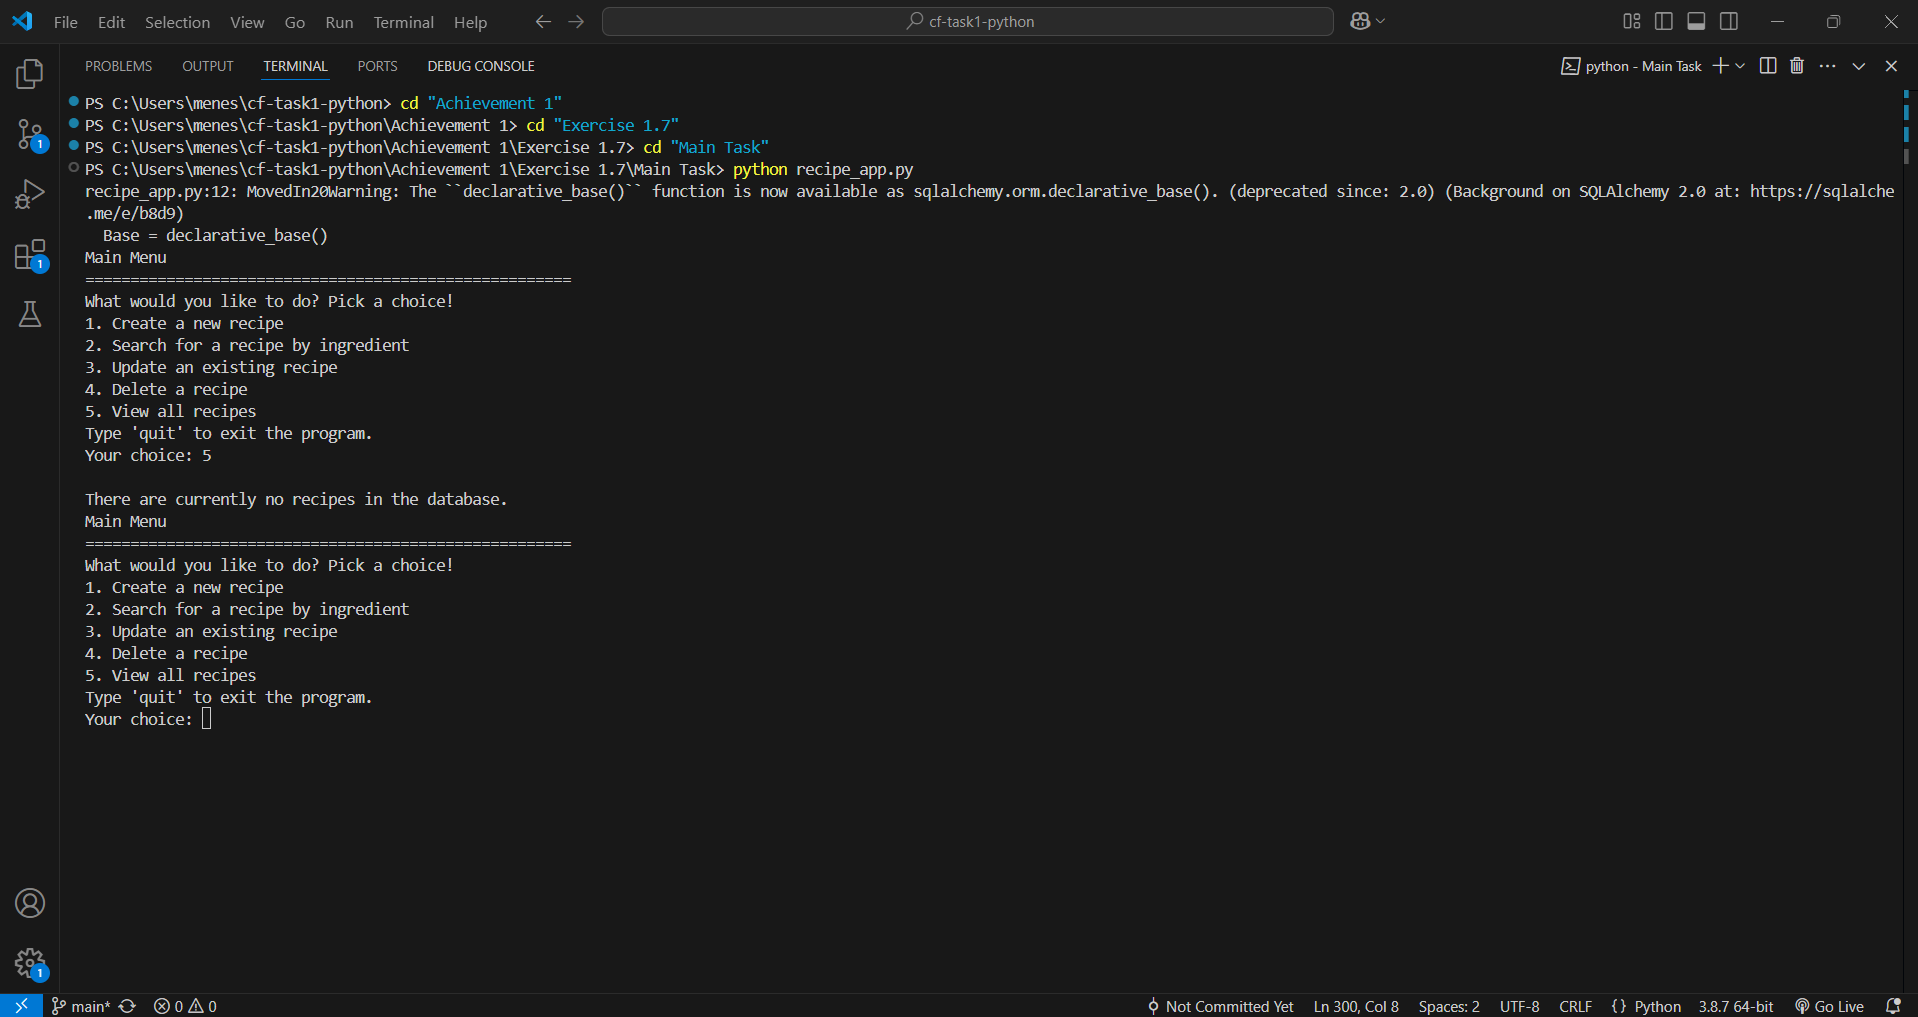 File Edit Selection View Go Run Terminal Help cf-task1-python
PROBLEMS OUTPUT TERMINAL PORTS DEBUG CONSOLE python - Main Task
PS C:\Users\menes\cf-task1-python> cd "Achievement 1"
PS C:\Users\menes\cf-task1-python\Achievement 1> cd "Exercise 1.7"
PS C:\Users\menes\cf-task1-python\Achievement 1\Exercise 1.7> cd "Main Task"
PS C:\Users\menes\cf-task1-python\Achievement 1\Exercise 1.7\Main Task> python recipe_app.py
recipe_app.py:12: MovedIn20Warning: The ``declarative_base()`` function is now available as sqlalchemy.orm.declarative_base(). (deprecated since: 2.0) (Background on SQLAlchemy 2.0 at: https://sqlalche
.me/e/b8d9)
  Base = declarative_base()
Main Menu
======================================================
What would you like to do? Pick a choice!
1. Create a new recipe
2. Search for a recipe by ingredient
3. Update an existing recipe
4. Delete a recipe
5. View all recipes
Type 'quit' to exit the program.
Your choice: 5
There are currently no recipes in the database.
Main Menu
======================================================
What would you like to do? Pick a choice!
1. Create a new recipe
2. Search for a recipe by ingredient
3. Update an existing recipe
4. Delete a recipe
5. View all recipes
Type 'quit' to exit the program.
Your choice:
1
1
1
main* 0 0 Not Committed Yet Ln 300, Col 8 Spaces: 2 UTF-8 CRLF {} Python 3.8.7 64-bit Go Live